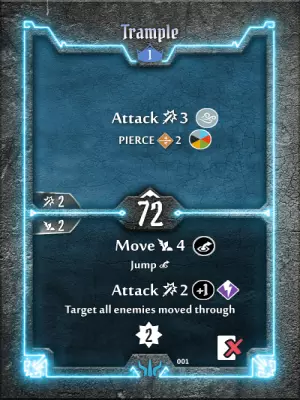 Trample
1
Attack 3
PIERCE 2
2
72
2
Move 4
Jump
Attack 2 +1
Target all enemies moved through
2
001